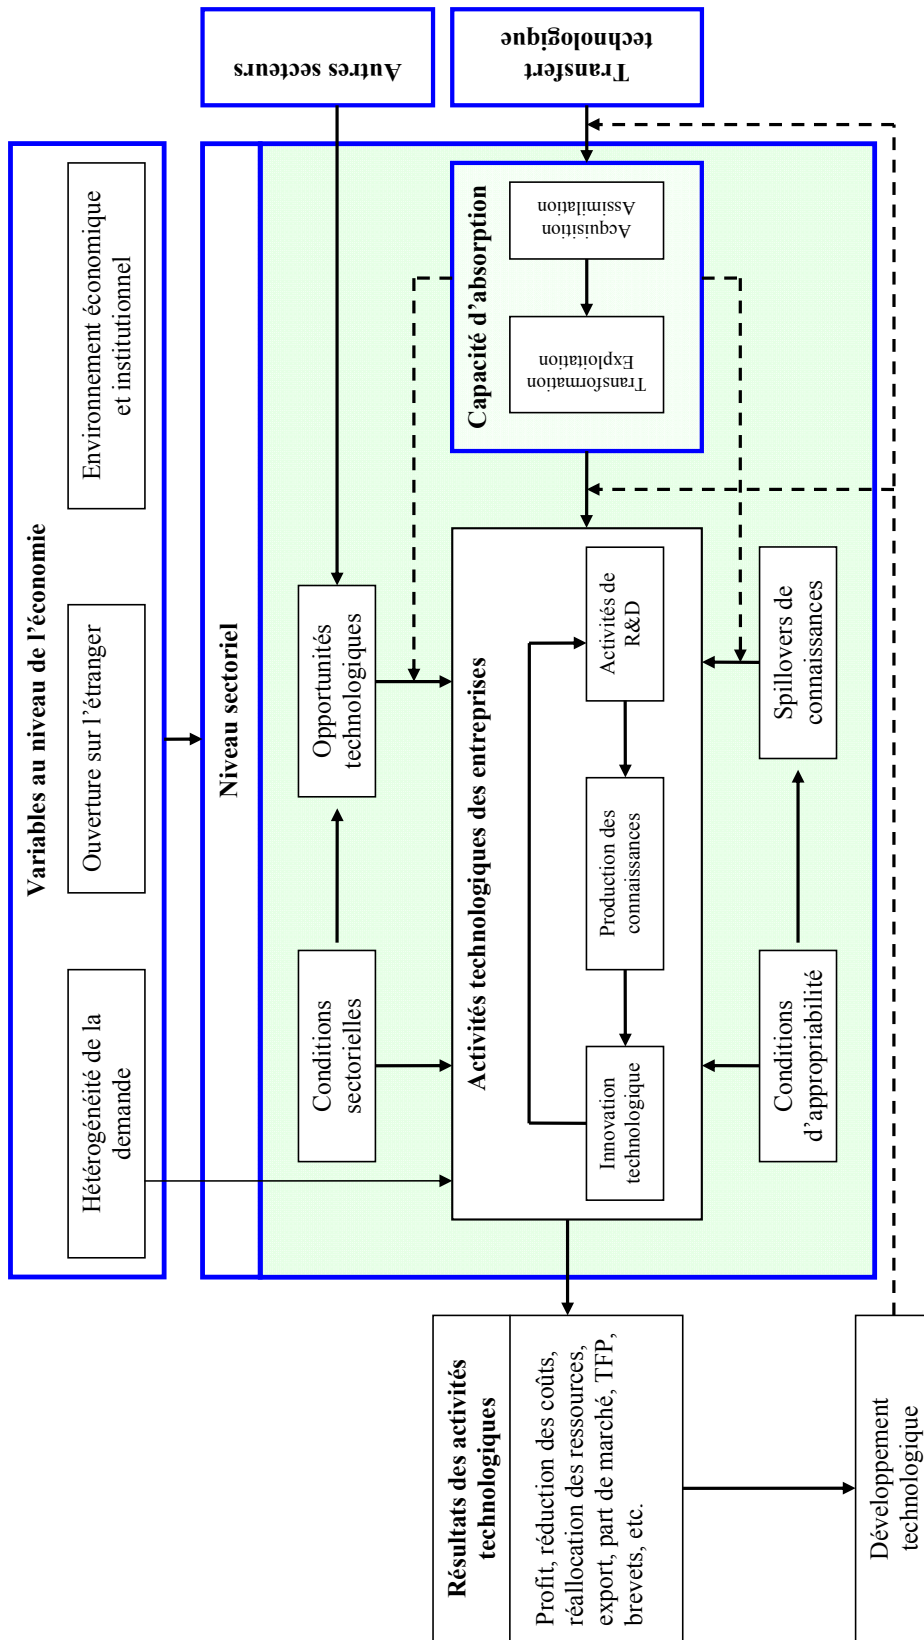 Variables au niveau de l’économie
Hétérogénéité de la
demande
Ouverture sur l’étranger
Environnement économique
et institutionnel
Niveau sectoriel
Autres secteurs
Transfert
technologique
Conditions
sectorielles
Opportunités
technologiques
Capacité d’absorption
Acquisition
Assimilation
Transformation
Exploitation
Activités technologiques des entreprises
Innovation
technologique
Production des
connaissances
Activités de
R&D
Conditions
d’appropriabilité
Spillovers de
connaissances
Résultats des activités
technologiques
Profit, réduction des coûts,
réallocation des ressources,
export, part de marché, TFP,
brevets, etc.
Développement
technologique